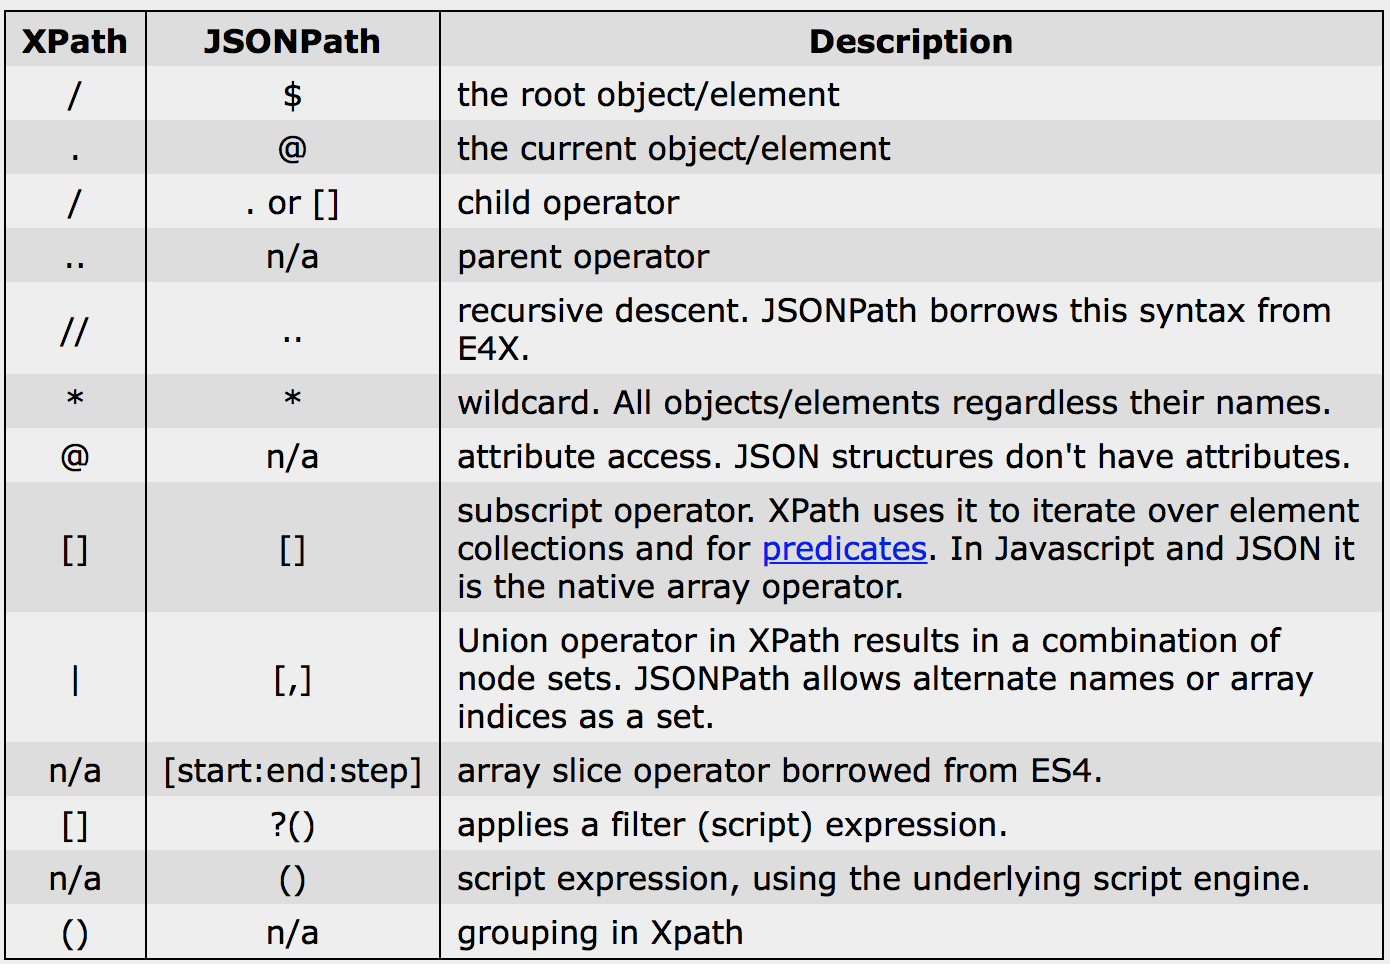 XPath JSONPath Description
/ $ the root object/element
. @ the current object/element
/ . or [] child operator
.. n/a parent operator
// .. recursive descent. JSONPath borrows this syntax from
E4X.
* * wildcard. All objects/elements regardless their names.
@ n/a attribute access. JSON structures don't have attributes.
[] [] subscript operator. XPath uses it to iterate over element
collections and for predicates. In Javascript and JSON it
is the native array operator.
| [,] Union operator in XPath results in a combination of
node sets. JSONPath allows alternate names or array
indices as a set.
n/a [start:end:step] array slice operator borrowed from ES4.
[] ?() applies a filter (script) expression.
n/a () script expression, using the underlying script engine.
() n/a grouping in Xpath